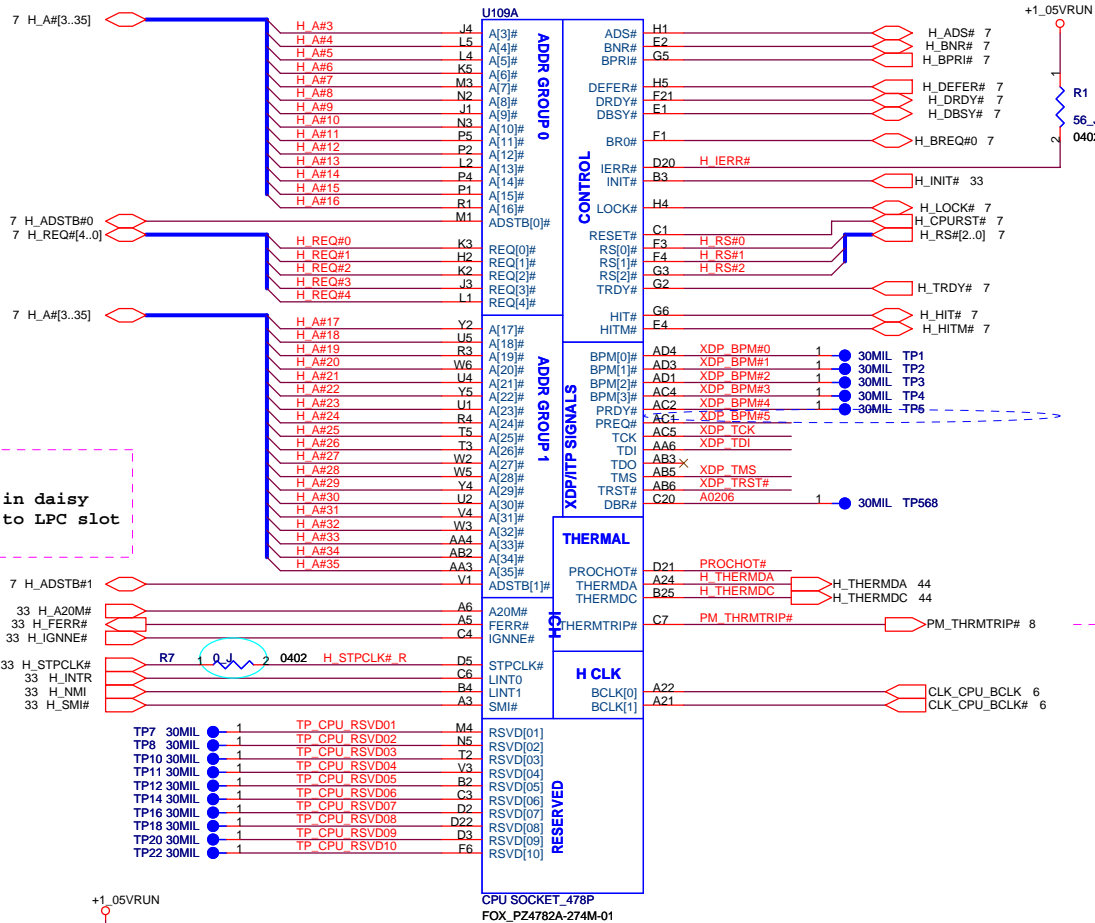 U109A
+1_05VRUN
7 H_A#[3..35]
H_A#3 J4 A[3]#
H_A#4 L5 A[4]#
H_A#5 L4 A[5]#
H_A#6 K5 A[6]#
H_A#7 M3 A[7]#
H_A#8 N2 A[8]#
H_A#9 J1 A[9]#
H_A#10 N3 A[10]#
H_A#11 P5 A[11]#
H_A#12 P2 A[12]#
H_A#13 L2 A[13]#
H_A#14 P4 A[14]#
H_A#15 P1 A[15]#
H_A#16 R1 A[16]#
7 H_ADSTB#0 M1 ADSTB[0]#
7 H_REQ#[4..0]
H_REQ#0 K3 REQ[0]#
H_REQ#1 H2 REQ[1]#
H_REQ#2 K2 REQ[2]#
H_REQ#3 J3 REQ[3]#
H_REQ#4 L1 REQ[4]#
ADDR GROUP 0
7 H_A#[3..35]
H_A#17 Y2 A[17]#
H_A#18 U5 A[18]#
H_A#19 R3 A[19]#
H_A#20 W6 A[20]#
H_A#21 U4 A[21]#
H_A#22 Y5 A[22]#
H_A#23 U1 A[23]#
H_A#24 R4 A[24]#
H_A#25 T5 A[25]#
H_A#26 T3 A[26]#
H_A#27 W2 A[27]#
H_A#28 W5 A[28]#
H_A#29 Y4 A[29]#
H_A#30 U2 A[30]#
H_A#31 V4 A[31]#
H_A#32 W3 A[32]#
H_A#33 AA4 A[33]#
H_A#34 AB2 A[34]#
H_A#35 AA3 A[35]#
7 H_ADSTB#1 V1 ADSTB[1]#
ADDR GROUP 1
in daisy
to LPC slot
33 H_A20M# A6 A20M#
33 H_FERR# A5 FERR#
33 H_IGNNE# C4 IGNNE#
33 H_STPCLK# R7 1 0_J 2 0402 H_STPCLK#_R D5 STPCLK#
33 H_INTR C6 LINT0
33 H_NMI B4 LINT1
33 H_SMI# A3 SMI#
ICH
TP7 30MIL 1 TP_CPU_RSVD01 M4 RSVD[01]
TP8 30MIL 1 TP_CPU_RSVD02 N5 RSVD[02]
TP10 30MIL 1 TP_CPU_RSVD03 T2 RSVD[03]
TP11 30MIL 1 TP_CPU_RSVD04 V3 RSVD[04]
TP12 30MIL 1 TP_CPU_RSVD05 B2 RSVD[05]
TP14 30MIL 1 TP_CPU_RSVD06 C3 RSVD[06]
TP16 30MIL 1 TP_CPU_RSVD07 D2 RSVD[07]
TP18 30MIL 1 TP_CPU_RSVD08 D22 RSVD[08]
TP20 30MIL 1 TP_CPU_RSVD09 D3 RSVD[09]
TP22 30MIL 1 TP_CPU_RSVD10 F6 RSVD[10]
RESERVED
ADS# H1 H_ADS# 7
BNR# E2 H_BNR# 7
BPRI# G5 H_BPRI# 7
DEFER# H5 H_DEFER# 7
DRDY# F21 H_DRDY# 7
DBSY# E1 H_DBSY# 7
BR0# F1 H_BREQ#0 7
IERR# D20 H_IERR#
INIT# B3 H_INIT# 33
LOCK# H4 H_LOCK# 7
RESET# C1 H_CPURST# 7
RS[0]# F3 H_RS#0 H_RS#[2..0] 7
RS[1]# F4 H_RS#1
RS[2]# G3 H_RS#2
TRDY# G2 H_TRDY# 7
HIT# G6 H_HIT# 7
HITM# E4 H_HITM# 7
CONTROL
1
R1
56_J
2
0402
BPM[0]# AD4 XDP_BPM#0 1 30MIL TP1
BPM[1]# AD3 XDP_BPM#1 1 30MIL TP2
BPM[2]# AD1 XDP_BPM#2 1 30MIL TP3
BPM[3]# AC4 XDP_BPM#3 1 30MIL TP4
PRDY# AC2 XDP_BPM#4 1 30MIL TP5
PREQ# AC1 XDP_BPM#5
TCK AC5 XDP_TCK
TDI AA6 XDP_TDI
TDO AB3
TMS AB5 XDP_TMS
TRST# AB6 XDP_TRST#
DBR# C20 A0206 1 30MIL TP568
XDP/ITP SIGNALS
THERMAL
PROCHOT# D21 PROCHOT#
THERMDA A24 H_THERMDA H_THERMDA 44
THERMDC B25 H_THERMDC H_THERMDC 44
THERMTRIP# C7 PM_THRMTRIP# PM_THRMTRIP# 8
H CLK
BCLK[0] A22 CLK_CPU_BCLK 6
BCLK[1] A21 CLK_CPU_BCLK# 6
CPU SOCKET_478P
FOX_PZ4782A-274M-01
+1_05VRUN